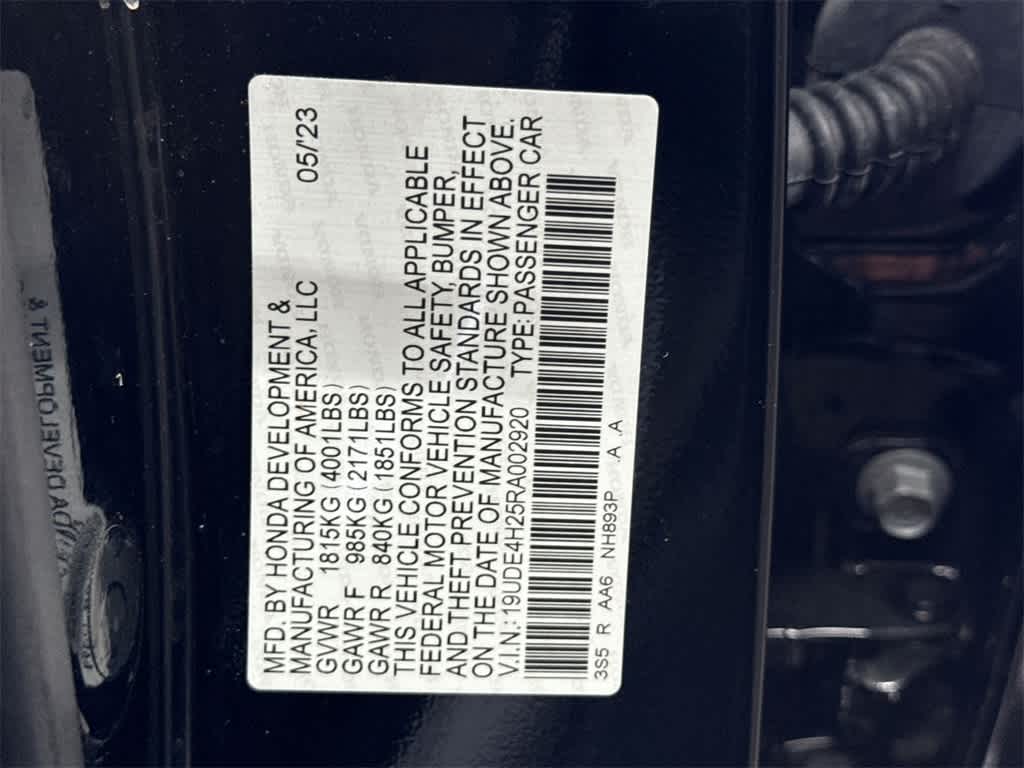 MFD. BY HONDA DEVELOPMENT &
MANUFACTURING OF AMERICA, LLC 05/'23
GVWR 1815KG (4001LBS)
GAWR F 985KG (2171LBS)
GAWR R 840KG (1851LBS)
THIS VEHICLE CONFORMS TO ALL APPLICABLE
FEDERAL MOTOR VEHICLE SAFETY, BUMPER,
AND THEFT PREVENTION STANDARDS IN EFFECT
ON THE DATE OF MANUFACTURE SHOWN ABOVE.
V.I.N.: 19UDE4H25RA002920 TYPE: PASSENGER CAR
3S5 R AA6 NH893P .A .A